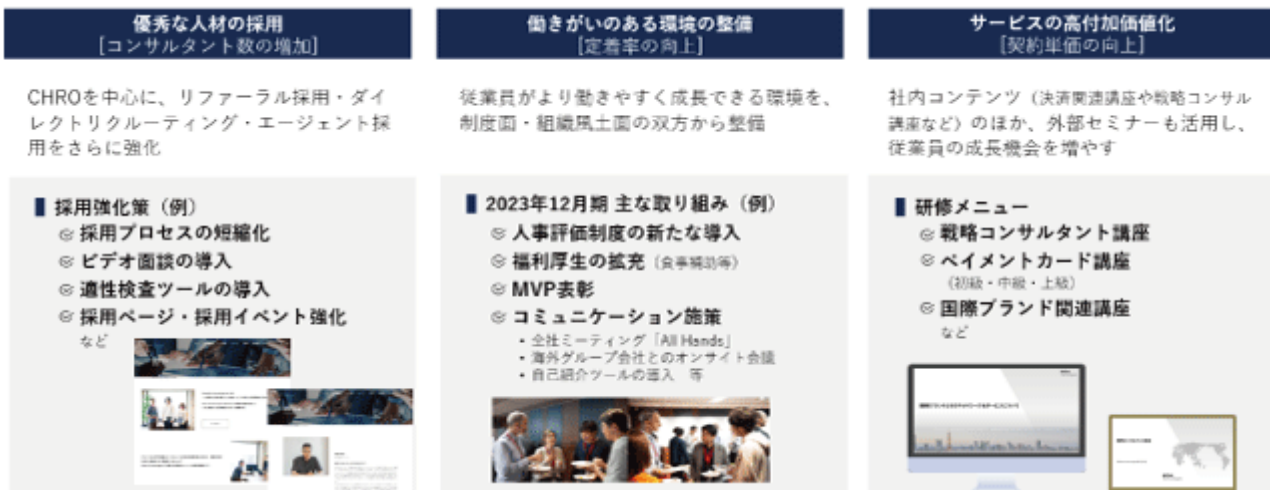 優秀な人材の採用
[コンサルタント数の増加]
CHROを中心に、リファーラル採用・ダイ
レクトリクルーティング・エージェント採
用をさらに強化
採用強化策（例）
採用プロセスの短縮化
ビデオ面談の導入
適性検査ツールの導入
採用ページ・採用イベント強化
など
働きがいのある環境の整備
[定着率の向上]
従業員がより働きやすく成長できる環境を、
制度面・組織風土面の双方から整備
2023年12月期 主な取り組み（例）
人事評価制度の新たな導入
福利厚生の拡充（食事補助等）
MVP表彰
コミュニケーション施策
・全社ミーティング「All Hands」
・海外グループ会社とのオンサイト会議
・自己紹介ツールの導入　等
サービスの高付加価値化
[契約単価の向上]
社内コンテンツ（決済関連講座や戦略コンサル
講座など）のほか、外部セミナーも活用し、
従業員の成長機会を増やす
研修メニュー
戦略コンサルタント講座
ペイメントカード講座
（初級・中級・上級）
国際ブランド関連講座
など